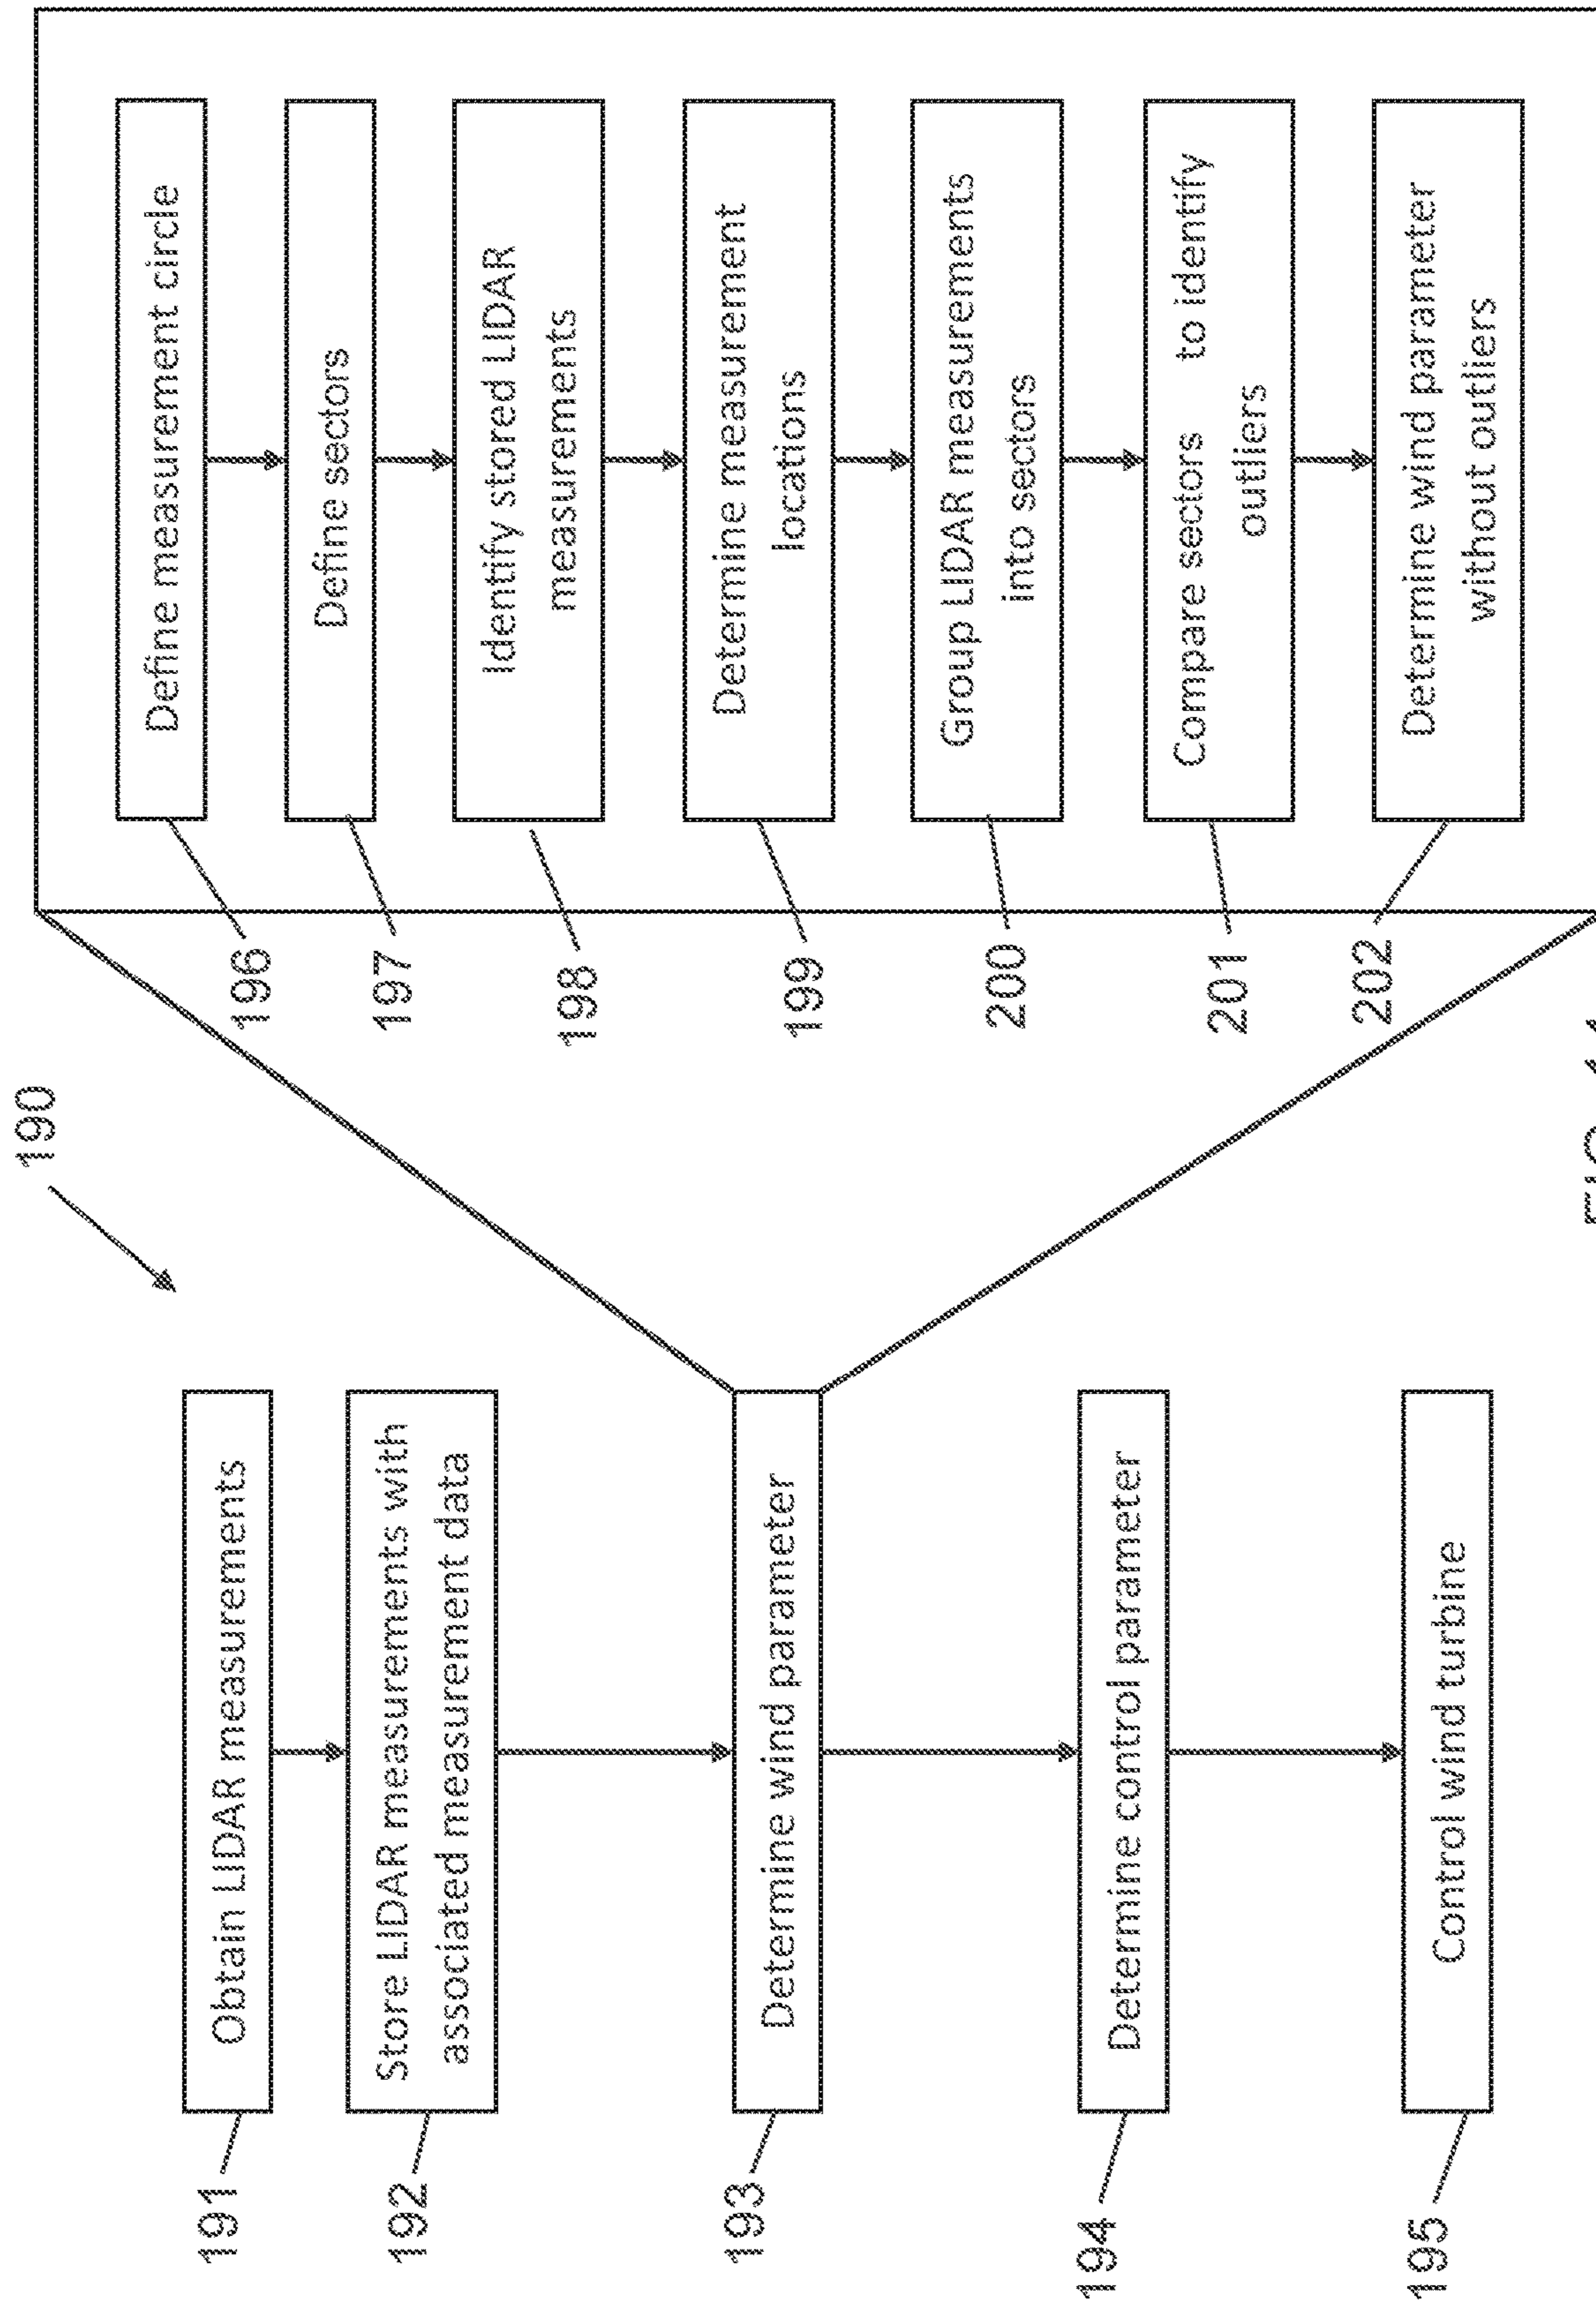 190
191
Obtain LIDAR measurements
192
Store LIDAR measurements with
associated measurement data
193
Determine wind parameter
194
Determine control parameter
195
Control wind turbine
196
Define measurement circle
197
Define sectors
198
Identify stored LIDAR
measurements
199
Determine measurement
locations
200
Group LIDAR measurements
into sectors
201
Compare sectors to identify
outliers
202
Determine wind parameter
without outliers